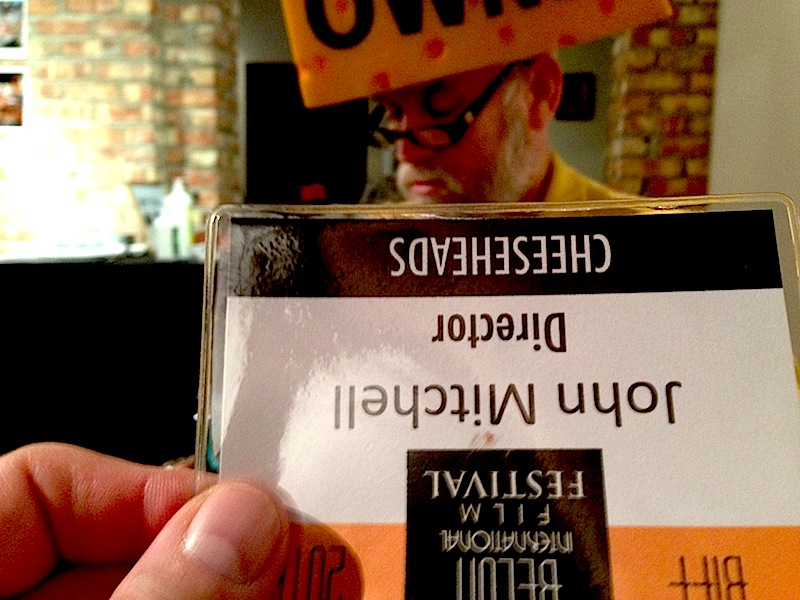 BIFF
BELOIT
INTERNATIONAL
FILM
FESTIVAL
John Mitchell
Director
CHEESEHEADS